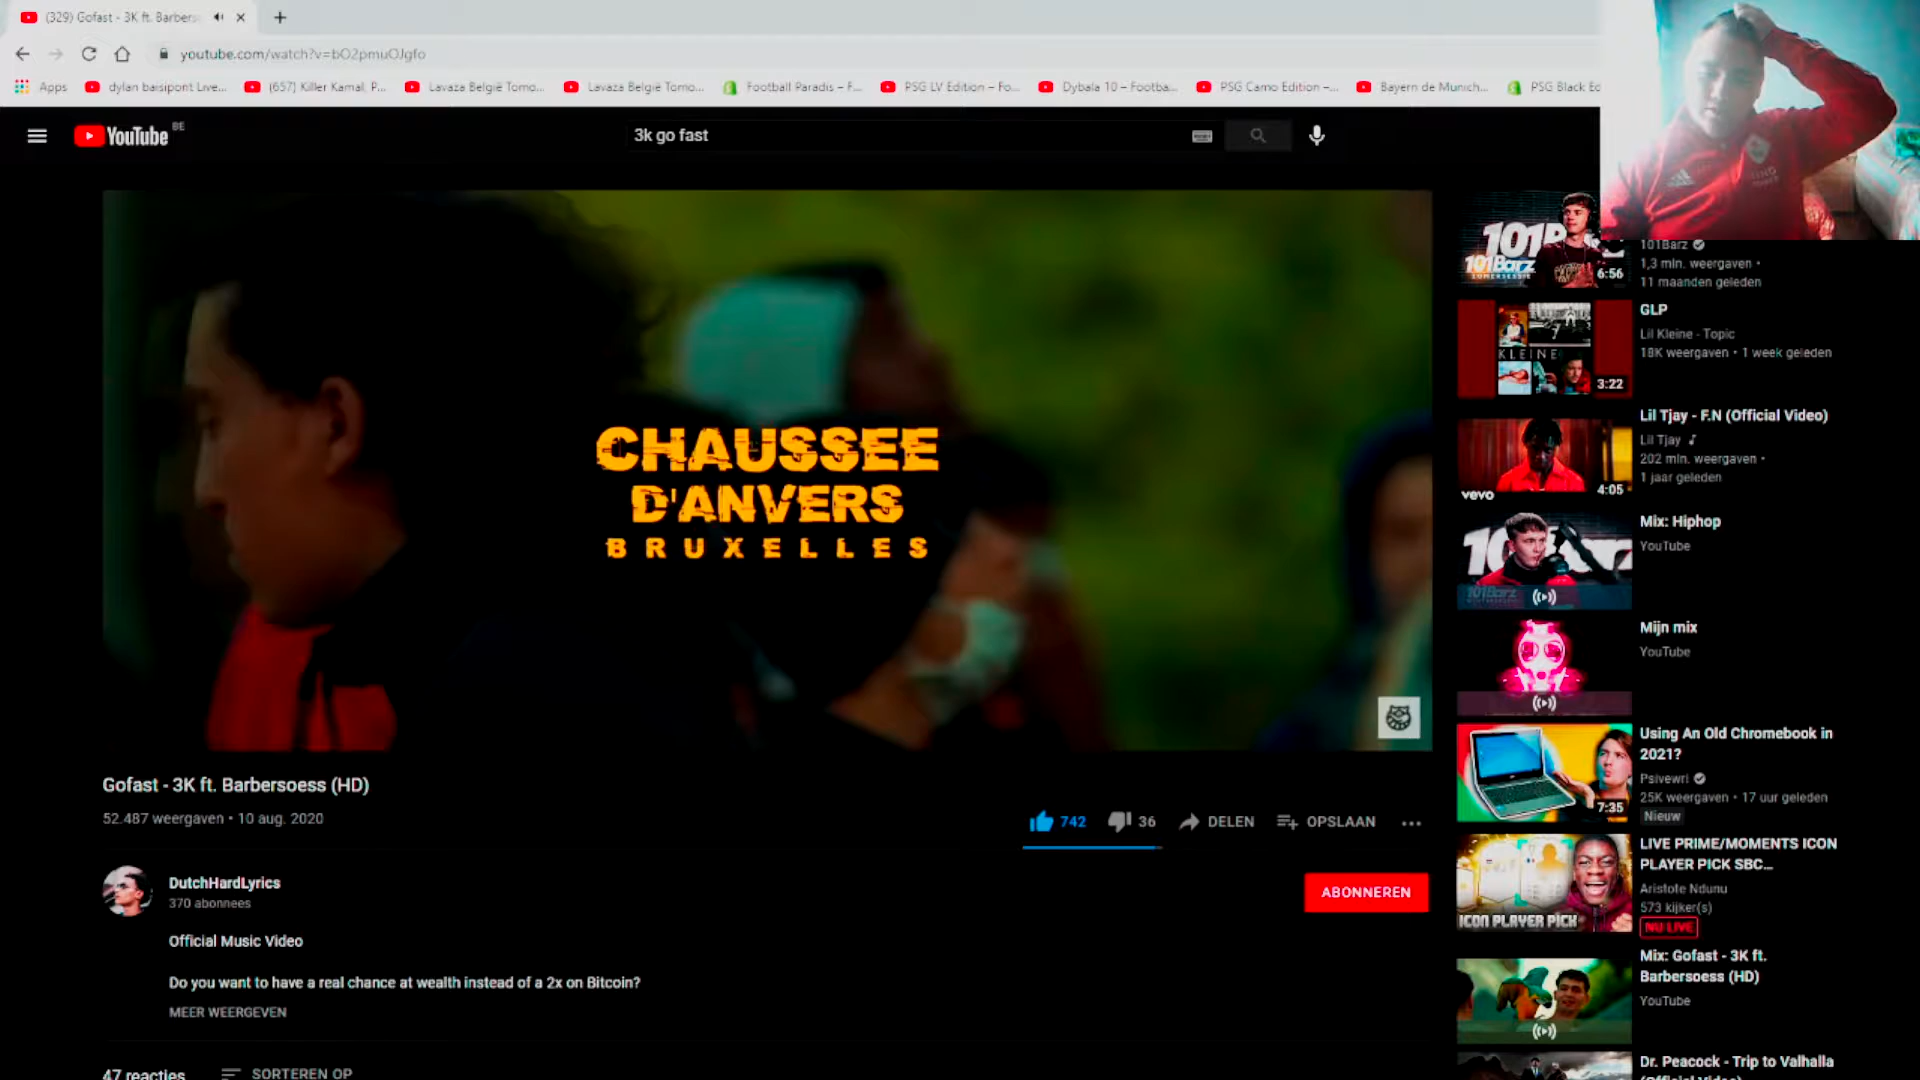 (329) Gofast - 3K ft. Barbers
youtube.com/watch?v=bO2pmuOJgfo
Apps
dylan baisipont Live...
(657) Killer Kamal, P...
Lavaza België Tomo...
Lavaza België Tomo...
Football Paradis – F...
PSG LV Edition – Fo...
Dybala 10 – Footba...
PSG Camo Edition –...
Bayern de Munich...
PSG Black Ed
YouTube BE
3k go fast
CHAUSSEE
D'ANVERS
BRUXELLES
Gofast - 3K ft. Barbersoess (HD)
52.487 weergaven • 10 aug. 2020
742
36
DELEN
OPSLAAN
DutchHardLyrics
370 abonnees
ABONNEREN
Official Music Video
Do you want to have a real chance at wealth instead of a 2x on Bitcoin?
MEER WEERGEVEN
47 reacties
SORTEREN OP
101Barz
6:56
101Barz
1,3 mln. weergaven •
11 maanden geleden
KLEINE
3:22
GLP
Lil Kleine - Topic
18K weergaven • 1 week geleden
vevo
4:05
Lil Tjay - F.N (Official Video)
Lil Tjay
202 mln. weergaven •
1 jaar geleden
101Barz
Mix: Hiphop
YouTube
Mijn mix
YouTube
7:35
Using An Old Chromebook in
2021?
Psivewri
25K weergaven • 17 uur geleden
Nieuw
ICON PLAYER PICK
LIVE PRIME/MOMENTS ICON
PLAYER PICK SBC...
Aristote Ndunu
573 kijker(s)
NU LIVE
Mix: Gofast - 3K ft.
Barbersoess (HD)
YouTube
Dr. Peacock - Trip to Valhalla